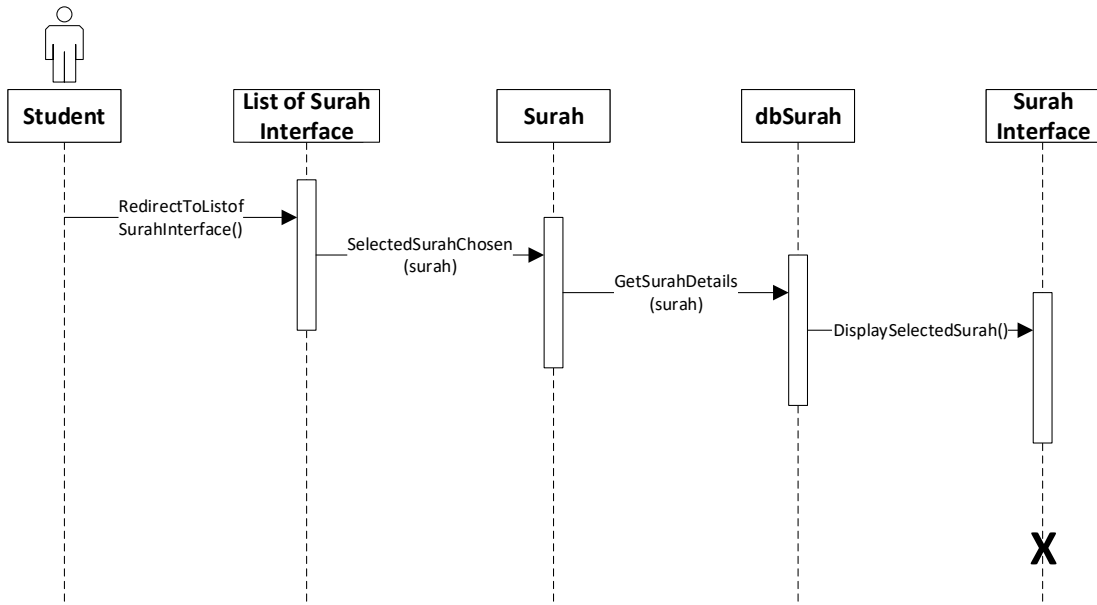 Student
List of Surah
Interface
Surah
dbSurah
Surah
Interface
RedirectToListof
SurahInterface()
SelectedSurahChosen
(surah)
GetSurahDetails
(surah)
DisplaySelectedSurah()
X